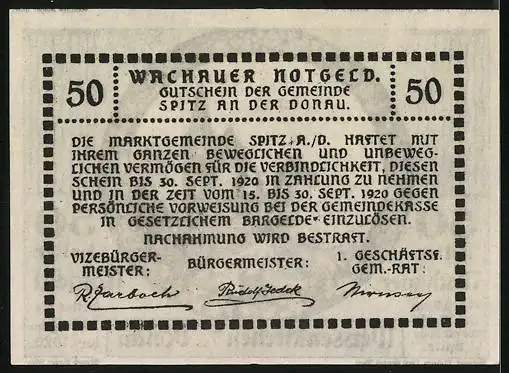 50 WACHAUER NOTGELD. 50
GUTSCHEIN DER GEMEINDE
SPITZ AN DER DONAU.
DIE MARKTGEMEINDE SPITZ A./D. HAFTET MIT
IHREM GANZEN BEWEGLICHEN UND UNBEWEG-
LICHEN VERMÖGEN FÜR DIE VERBINDLICHKEIT, DIESEN
SCHEIN BIS 30. SEPT. 1920 IN ZAHLUNG ZU NEHMEN
UND IN DER ZEIT VOM 15. BIS 30. SEPT. 1920 GEGEN
PERSÖNLICHE VORWEISUNG BEI DER GEMEINDEKASSE
IN GESETZLICHEM BARGELDE EINZULÖSEN.
NACHAHMUNG WIRD BESTRAFT.
VIZEBÜRGER-
MEISTER:
BÜRGERMEISTER:
1. GESCHÄFTSF.
GEM.-RAT: